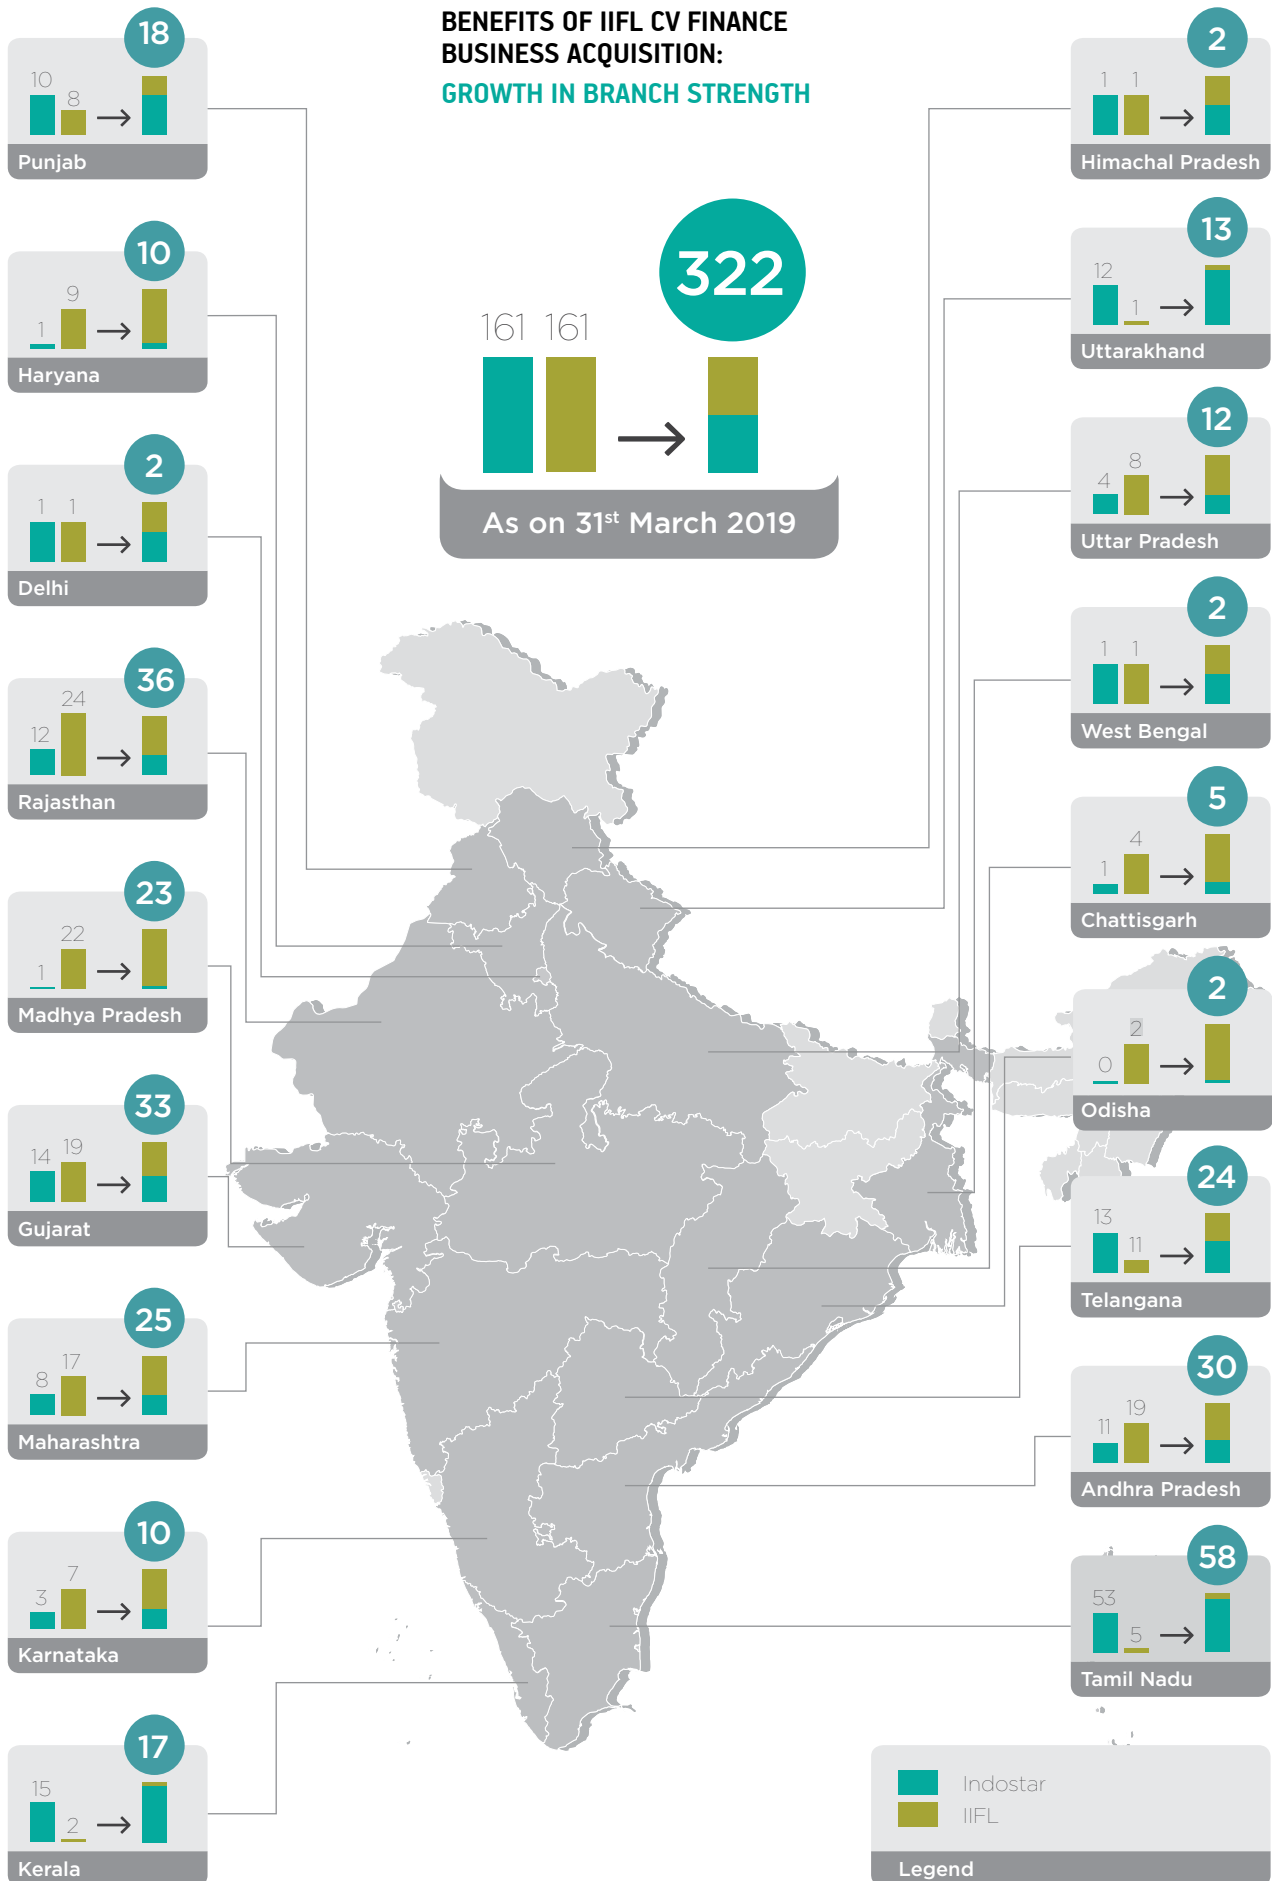 BENEFITS OF IIFL CV FINANCE
BUSINESS ACQUISITION:
GROWTH IN BRANCH STRENGTH
322
161 161
As on 31st March 2019
18
10 8
Punjab
10
1 9
Haryana
2
1 1
Delhi
36
12 24
Rajasthan
23
1 22
Madhya Pradesh
33
14 19
Gujarat
25
8 17
Maharashtra
10
3 7
Karnataka
17
15 2
Kerala
2
1 1
Himachal Pradesh
13
12 1
Uttarakhand
12
4 8
Uttar Pradesh
2
1 1
West Bengal
5
1 4
Chattisgarh
2
0 2
Odisha
24
13 11
Telangana
30
11 19
Andhra Pradesh
58
53 5
Tamil Nadu
Indostar
IIFL
Legend